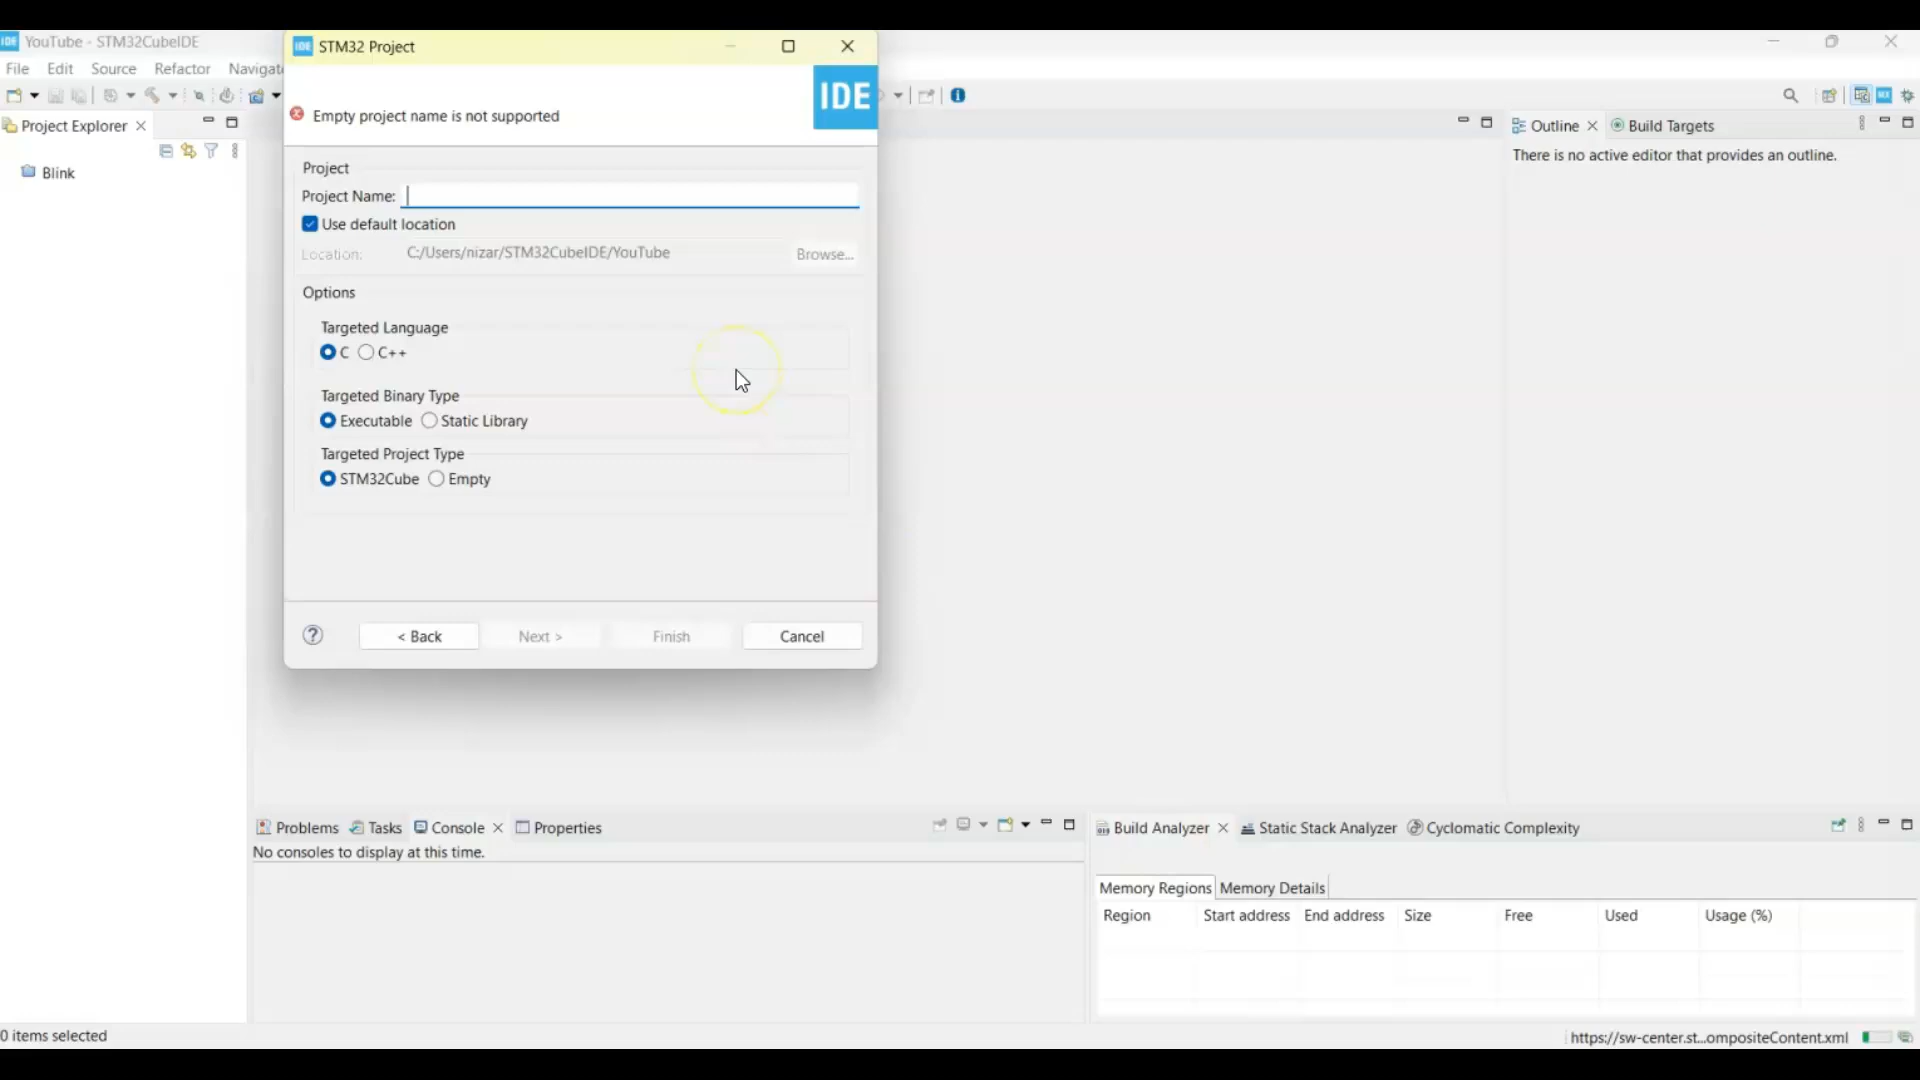 IDE YouTube - STM32CubeIDE
File Edit Source Refactor Navigat
Project Explorer
Blink
IDE STM32 Project
Empty project name is not supported
IDE
Project
Project Name:
Use default location
Location: C:/Users/nizar/STM32CubeIDE/YouTube Browse...
Options
Targeted Language
C C++
Targeted Binary Type
Executable Static Library
Targeted Project Type
STM32Cube Empty
? < Back Next > Finish Cancel
MX
Outline Build Targets
There is no active editor that provides an outline.
Problems Tasks Console Properties
No consoles to display at this time.
Build Analyzer Static Stack Analyzer Cyclomatic Complexity
Memory Regions Memory Details
Region Start address End address Size Free Used Usage (%)
0 items selected
https://sw-center.st...ompositeContent.xml